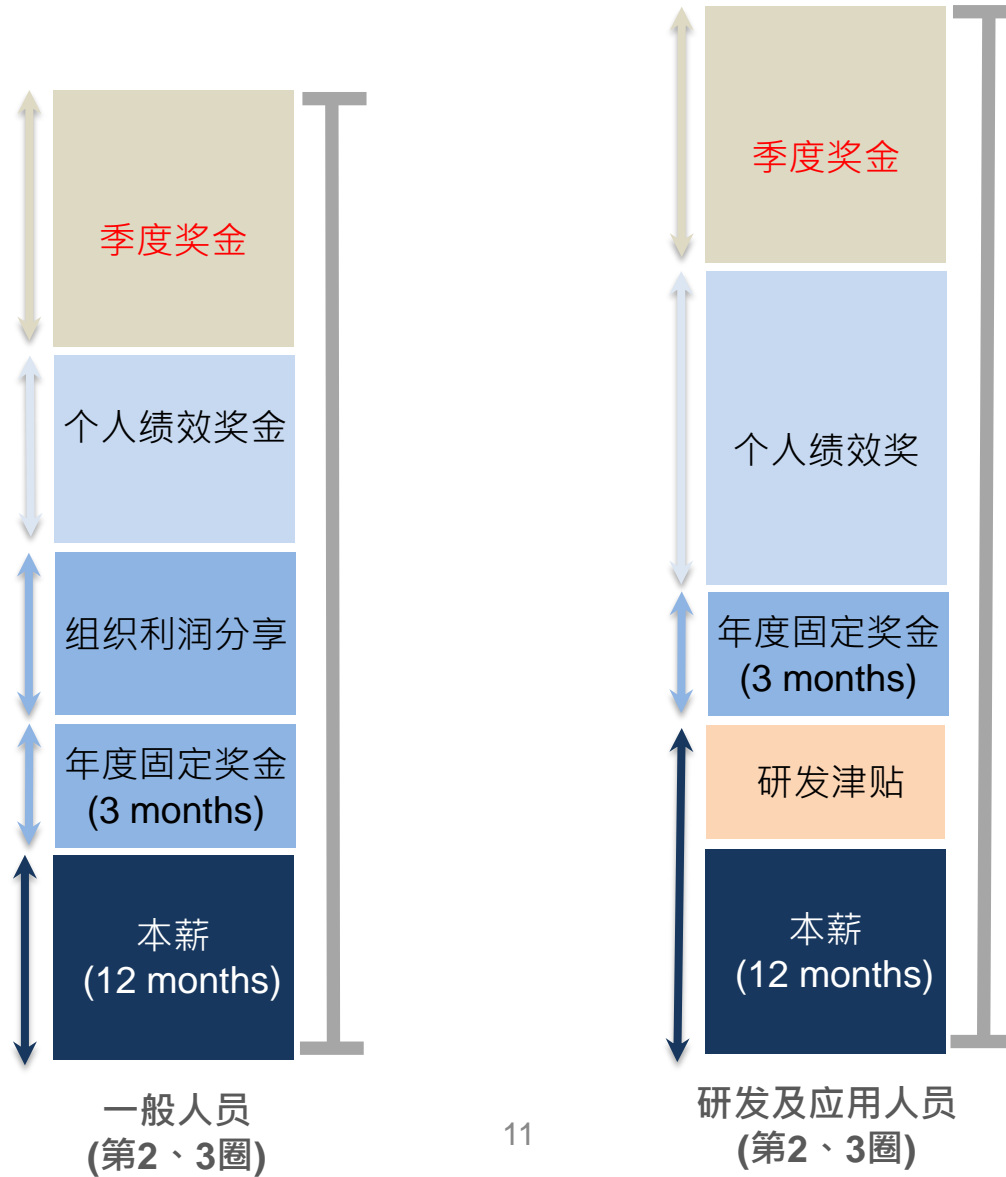 季度奖金
个人绩效奖金
组织利润分享
年度固定奖金
(3 months)
本薪
(12 months)
一般人员
(第2、3圈)
季度奖金
个人绩效奖
年度固定奖金
(3 months)
研发津贴
本薪
(12 months)
研发及应用人员
(第2、3圈)
11